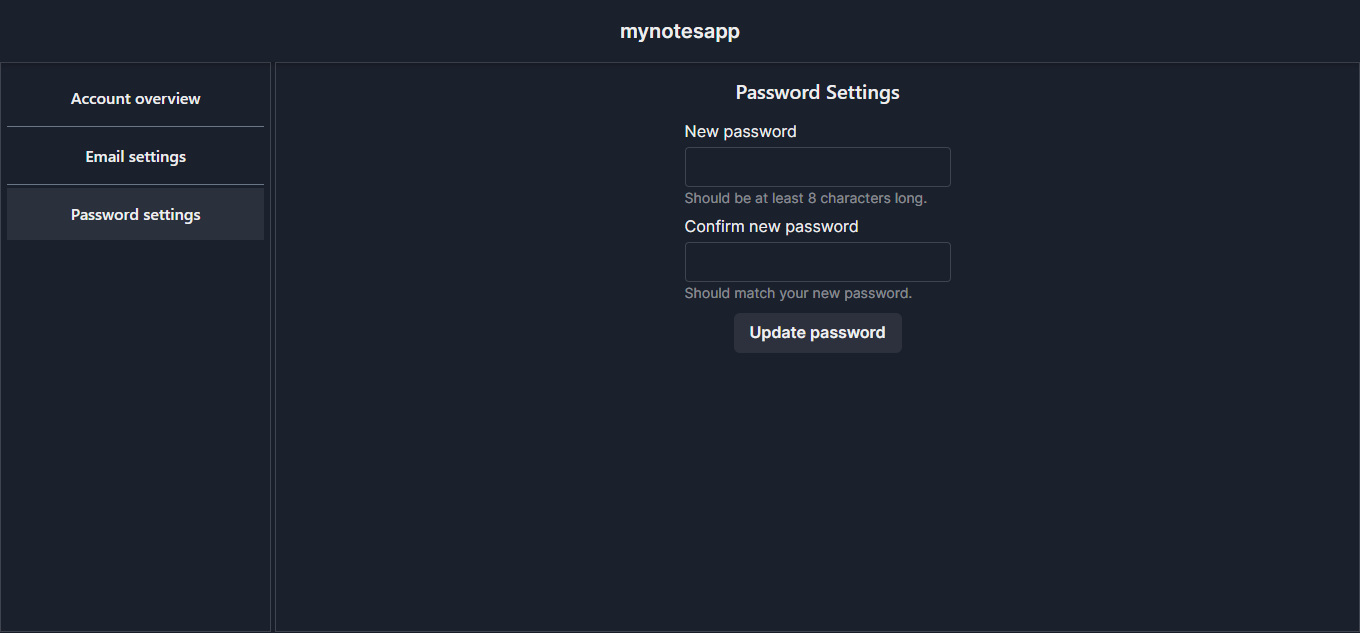 mynotesapp
Account overview
Email settings
Password settings
Password Settings
New password
Should be at least 8 characters long.
Confirm new password
Should match your new password.
Update password